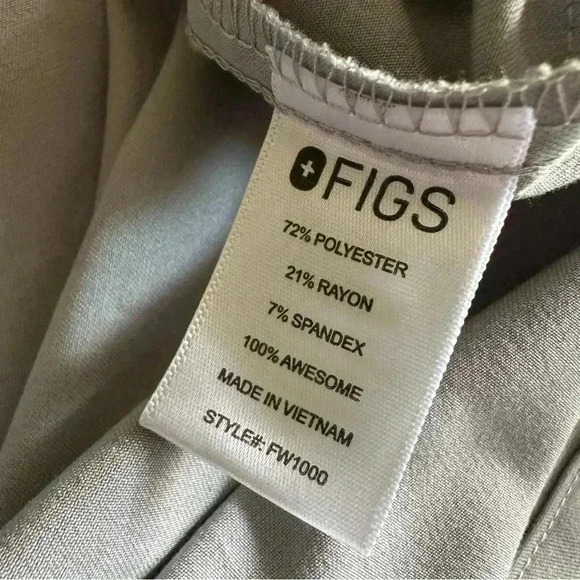 FIGS
72% POLYESTER
21% RAYON
7% SPANDEX
100% AWESOME
MADE IN VIETNAM
STYLE#: FW1000